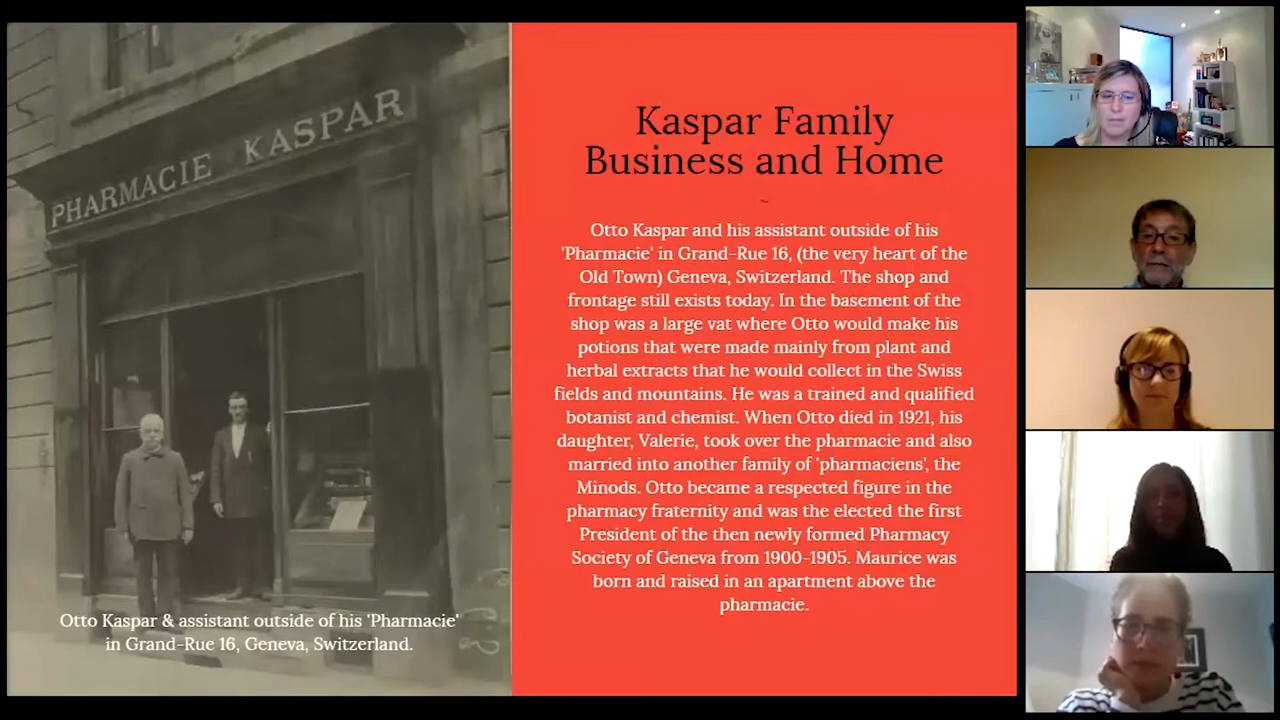 PHARMACIE KASPAR
Otto Kaspar & assistant outside of his 'Pharmacie'
in Grand-Rue 16, Geneva, Switzerland.
Kaspar Family
Business and Home
~
Otto Kaspar and his assistant outside of his
'Pharmacie' in Grand-Rue 16, (the very heart of the
Old Town) Geneva, Switzerland. The shop and
frontage still exists today. In the basement of the
shop was a large vat where Otto would make his
potions that were made mainly from plant and
herbal extracts that he would collect in the Swiss
fields and mountains. He was a trained and qualified
botanist and chemist. When Otto died in 1921, his
daughter, Valerie, took over the pharmacie and also
married into another family of 'pharmaciens', the
Minods. Otto became a respected figure in the
pharmacy fraternity and was the elected the first
President of the then newly formed Pharmacy
Society of Geneva from 1900-1905. Maurice was
born and raised in an apartment above the
pharmacie.